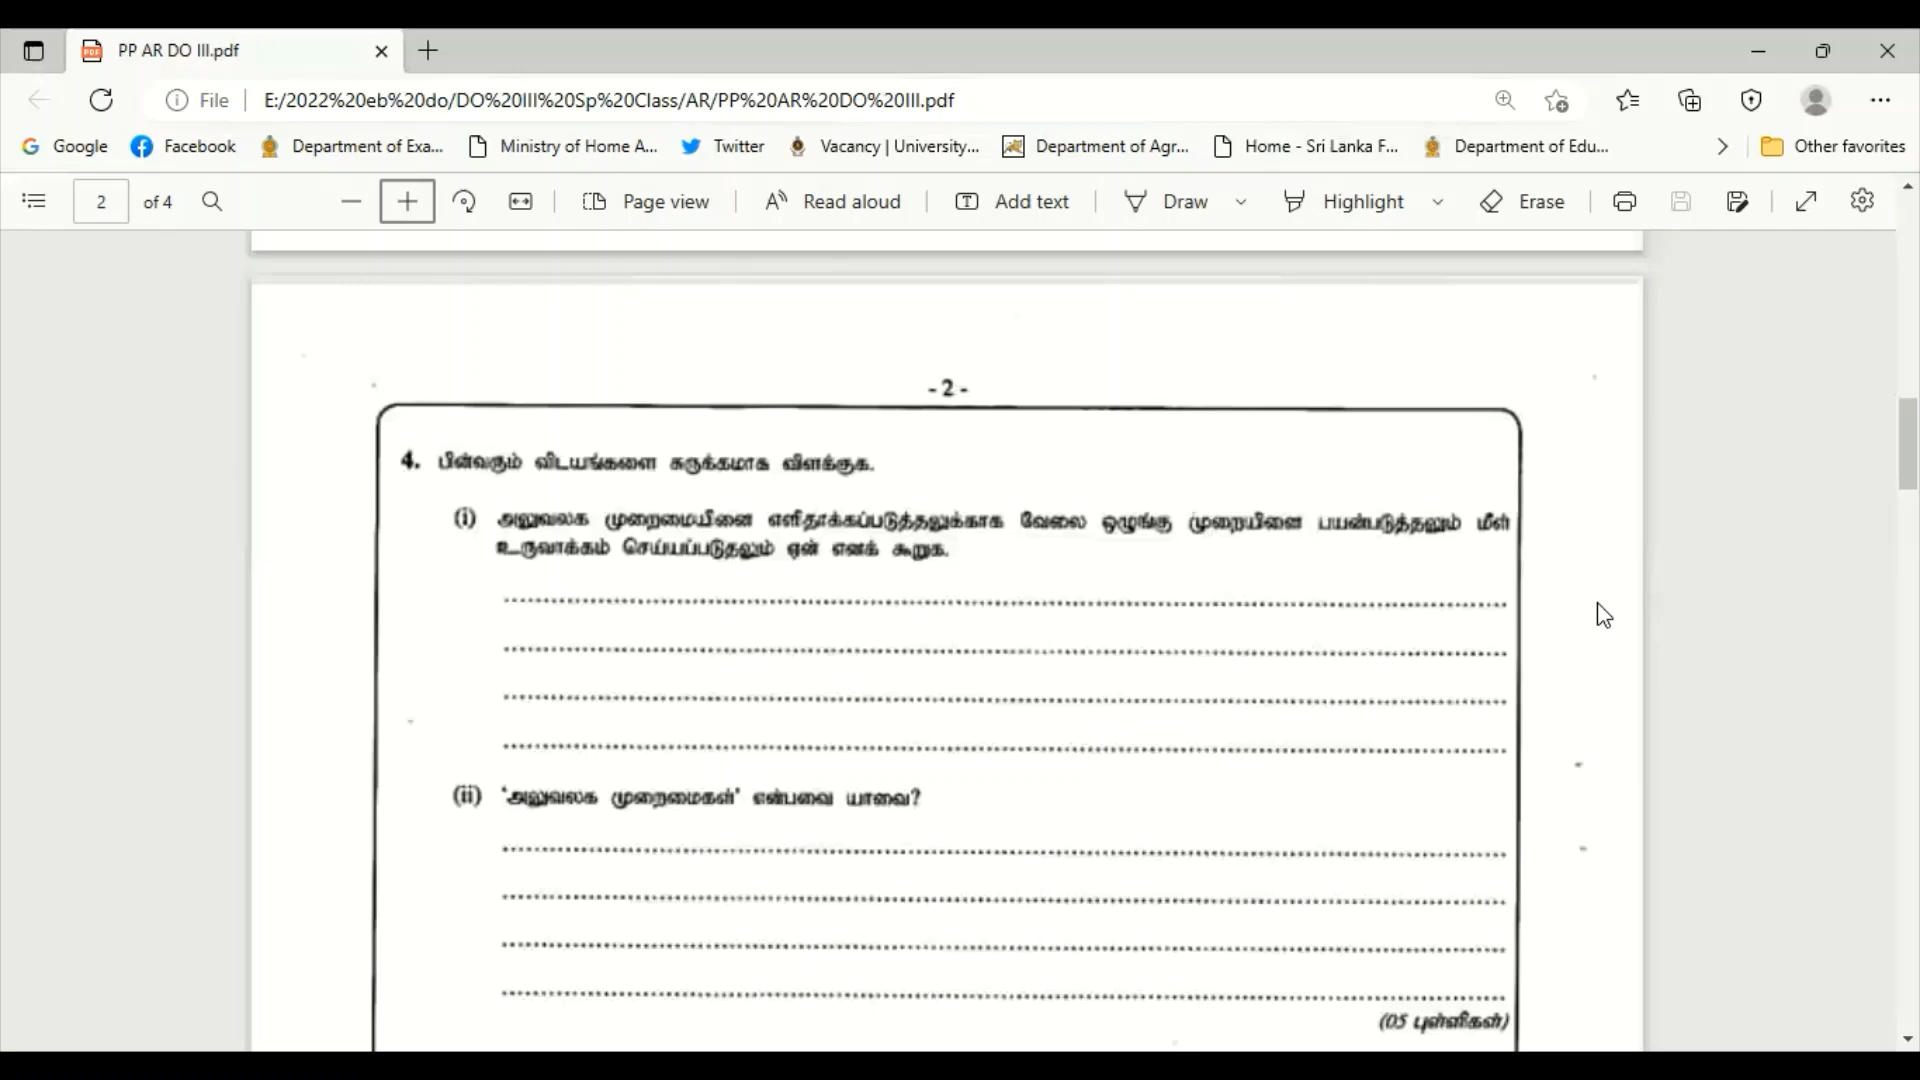 PP AR DO III.pdf
File E:/2022%20eb%20do/DO%20III%20Sp%20Class/AR/PP%20AR%20DO%20III.pdf
Google Facebook Department of Exa... Ministry of Home A... Twitter Vacancy | University... Department of Agr... Home - Sri Lanka F... Department of Edu... Other favorites
2 of 4 Page view Read aloud Add text Draw Highlight Erase
- 2 -
4. பின்வரும் விடயங்களை சுருக்கமாக விளக்குக.
(i) அலுவலக முறைமையினை எளிதாக்கப்படுத்தலுக்காக வேலை ஒழுங்கு முறையினை பயன்படுத்தலும் மீள்
உருவாக்கம் செய்யப்படுதலும் ஏன் எனக் கூறுக.
(ii) 'அலுவலக முறைமைகள்' என்பவை யாவை?
(05 புள்ளிகள்)